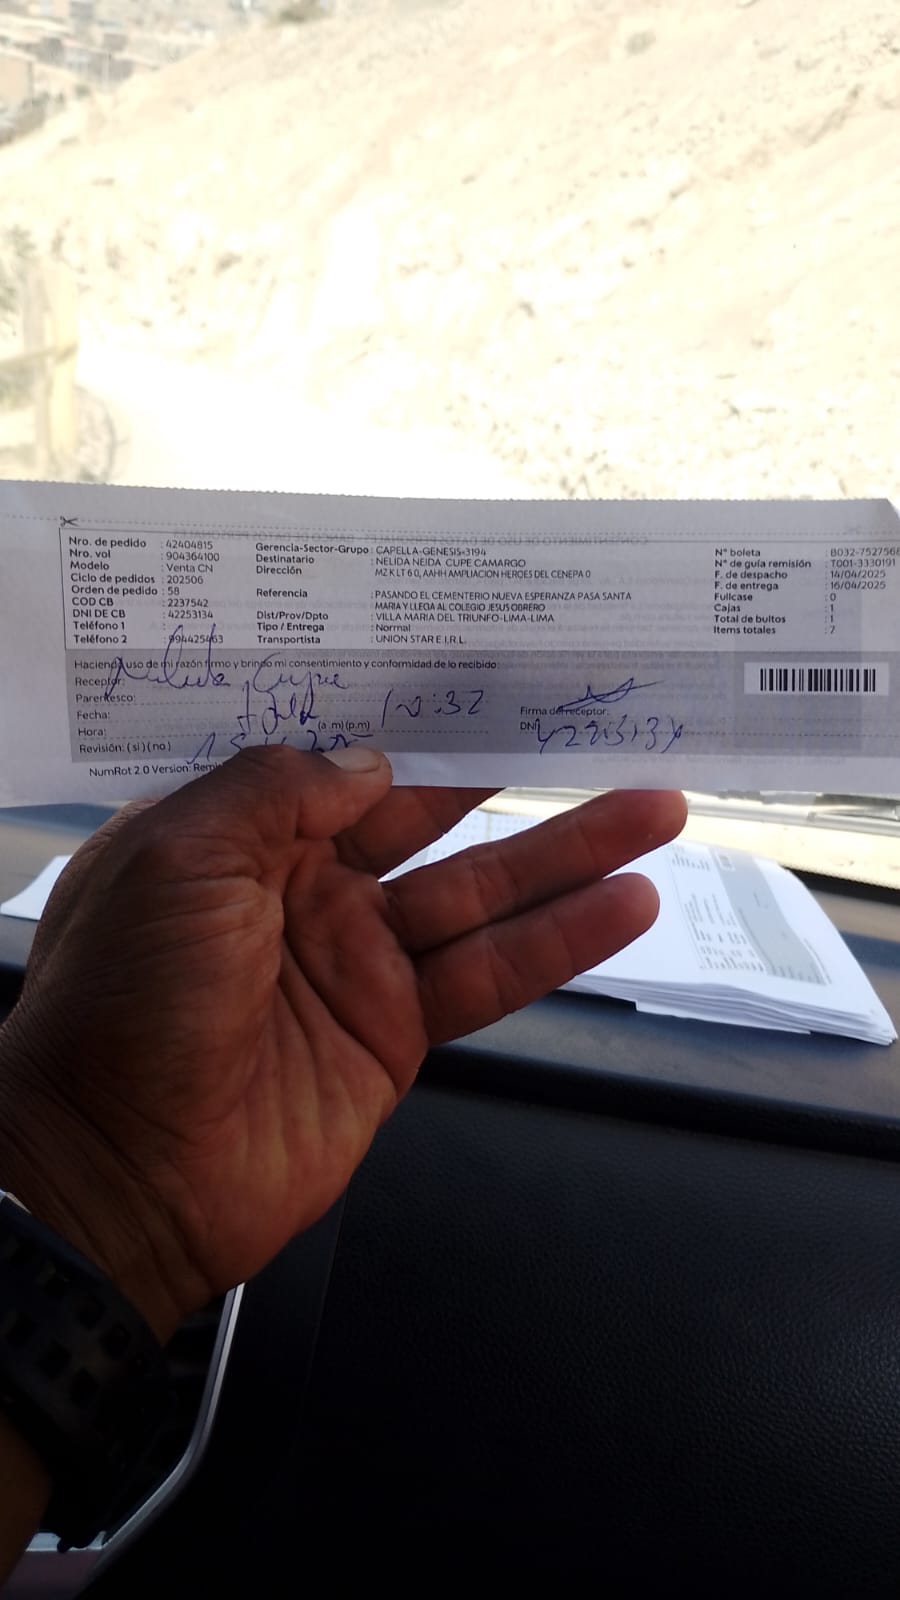 Nro. de pedido : 42404815
Nro. vol : 904364100
Modelo : Venta CN
Ciclo de pedidos : 202506
Orden de pedido : 58
COD CB : 2237542
DNI DE CB : 42253134
Teléfono 1 :
Teléfono 2 : 994425463
Gerencia-Sector-Grupo : CAPELLA-GENESIS-3194
Destinatario : NELIDA NEIDA CUPE CAMARGO
Dirección : MZ K LT 6 0, AAHH AMPLIACION HEROES DEL CENEPA 0
Referencia : PASANDO EL CEMENTERIO NUEVA ESPERANZA PASA SANTA
MARIA Y LLEGA AL COLEGIO JESUS OBRERO
Dist/Prov/Dpto : VILLA MARIA DEL TRIUNFO-LIMA-LIMA
Tipo / Entrega : Normal
Transportista : UNION STAR E.I.R.L.
N° boleta : B032-7527568
N° de guía remisión : T001-3330191
F. de despacho : 14/04/2025
F. de entrega : 16/04/2025
Fullcase : 0
Cajas : 1
Total de bultos : 1
Items totales : 7
Haciendo uso de mi razón firmo y brindo mi consentimiento y conformidad de lo recibido:
Receptor: Cupe
Parentesco:
Fecha:
Hora: (a.m)(p.m)
Revisión: (si) (no)
Firma del receptor:
DNI
NumRot 2.0 Version: